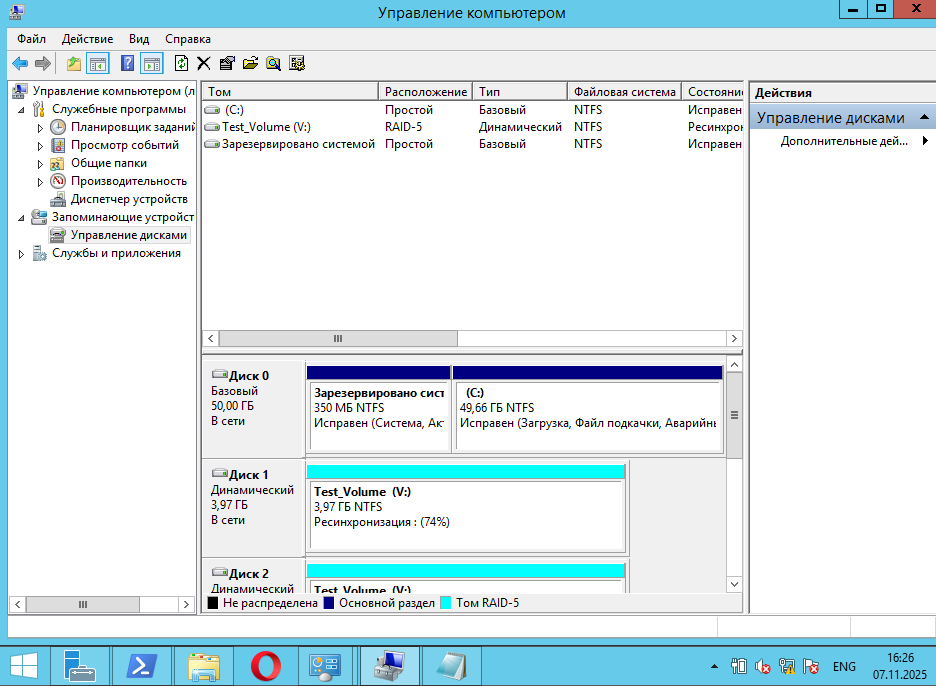 Управление компьютером
Файл Действие Вид Справка
Управление компьютером (л
Служебные программы
Планировщик заданий
Просмотр событий
Общие папки
Производительность
Диспетчер устройств
Запоминающие устройст
Управление дисками
Службы и приложения
Том Расположение Тип Файловая система Состояние
(C:) Простой Базовый NTFS Исправен
Test_Volume (V:) RAID-5 Динамический NTFS Ресинхрон
Зарезервировано системой Простой Базовый NTFS Исправен
Действия
Управление дисками
Дополнительные дей...
Диск 0
Базовый
50,00 ГБ
В сети
Зарезервировано сист
350 МБ NTFS
Исправен (Система, Ак
(C:)
49,66 ГБ NTFS
Исправен (Загрузка, Файл подкачки, Аварийнь
Диск 1
Динамический
3,97 ГБ
В сети
Test_Volume (V:)
3,97 ГБ NTFS
Ресинхронизация : (74%)
Диск 2
Динамический
Test_Volume (V:)
Не распределена Основной раздел Том RAID-5
ENG
16:26
07.11.2025